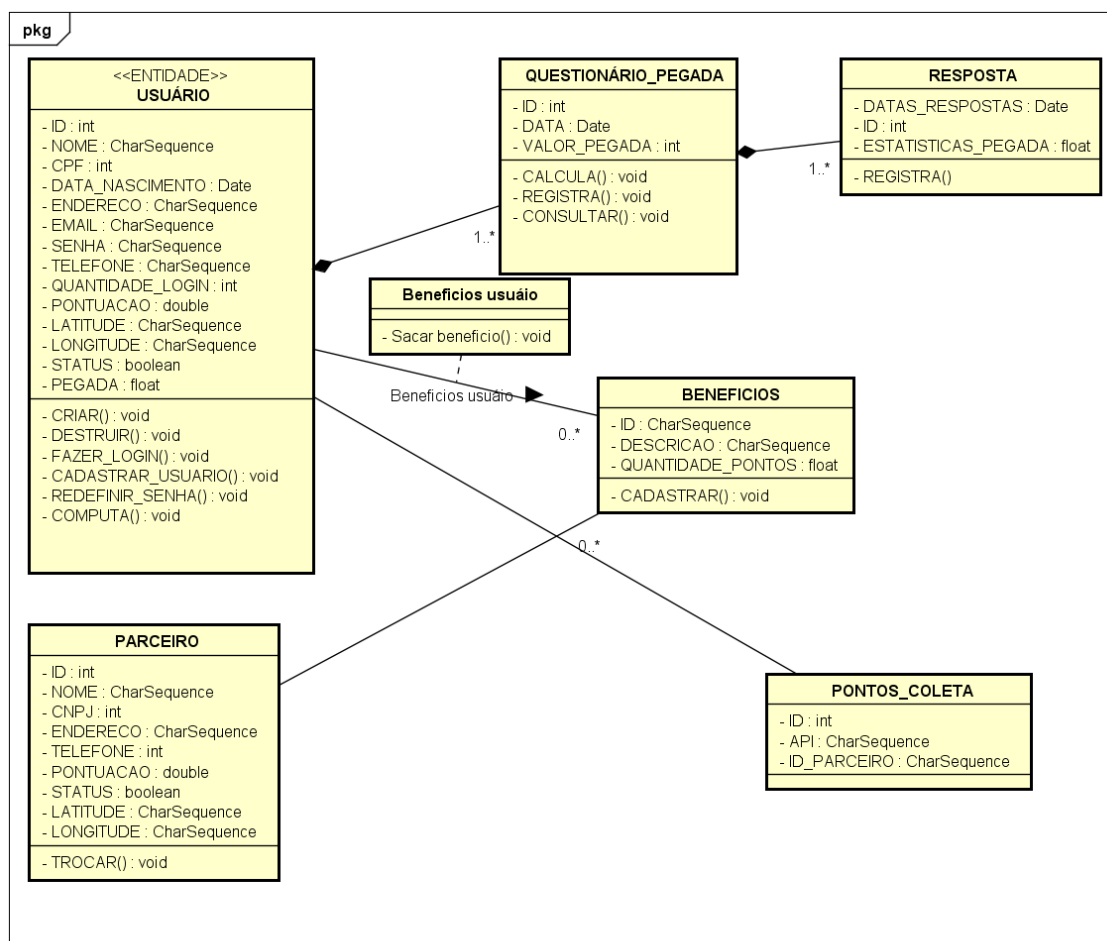 pkg
<<ENTIDADE>>
USUÁRIO
- ID : int
- NOME : CharSequence
- CPF : int
- DATA_NASCIMENTO : Date
- ENDERECO : CharSequence
- EMAIL : CharSequence
- SENHA : CharSequence
- TELEFONE : CharSequence
- QUANTIDADE_LOGIN : int
- PONTUACAO : double
- LATITUDE : CharSequence
- LONGITUDE : CharSequence
- STATUS : boolean
- PEGADA : float
- CRIAR() : void
- DESTRUIR() : void
- FAZER_LOGIN() : void
- CADASTRAR_USUARIO() : void
- REDEFINIR_SENHA() : void
- COMPUTA() : void
QUESTIONÁRIO_PEGADA
- ID : int
- DATA : Date
- VALOR_PEGADA : int
- CALCULA() : void
- REGISTRA() : void
- CONSULTAR() : void
1..*
RESPOSTA
- DATAS_RESPOSTAS : Date
- ID : int
- ESTATISTICAS_PEGADA : float
- REGISTRA()
1..*
Beneficios usuáio
- Sacar beneficio() : void
Beneficios usuáio
0..*
BENEFICIOS
- ID : CharSequence
- DESCRICAO : CharSequence
- QUANTIDADE_PONTOS : float
- CADASTRAR() : void
0..*
PARCEIRO
- ID : int
- NOME : CharSequence
- CNPJ : int
- ENDERECO : CharSequence
- TELEFONE : int
- PONTUACAO : double
- STATUS : boolean
- LATITUDE : CharSequence
- LONGITUDE : CharSequence
- TROCAR() : void
PONTOS_COLETA
- ID : int
- API : CharSequence
- ID_PARCEIRO : CharSequence